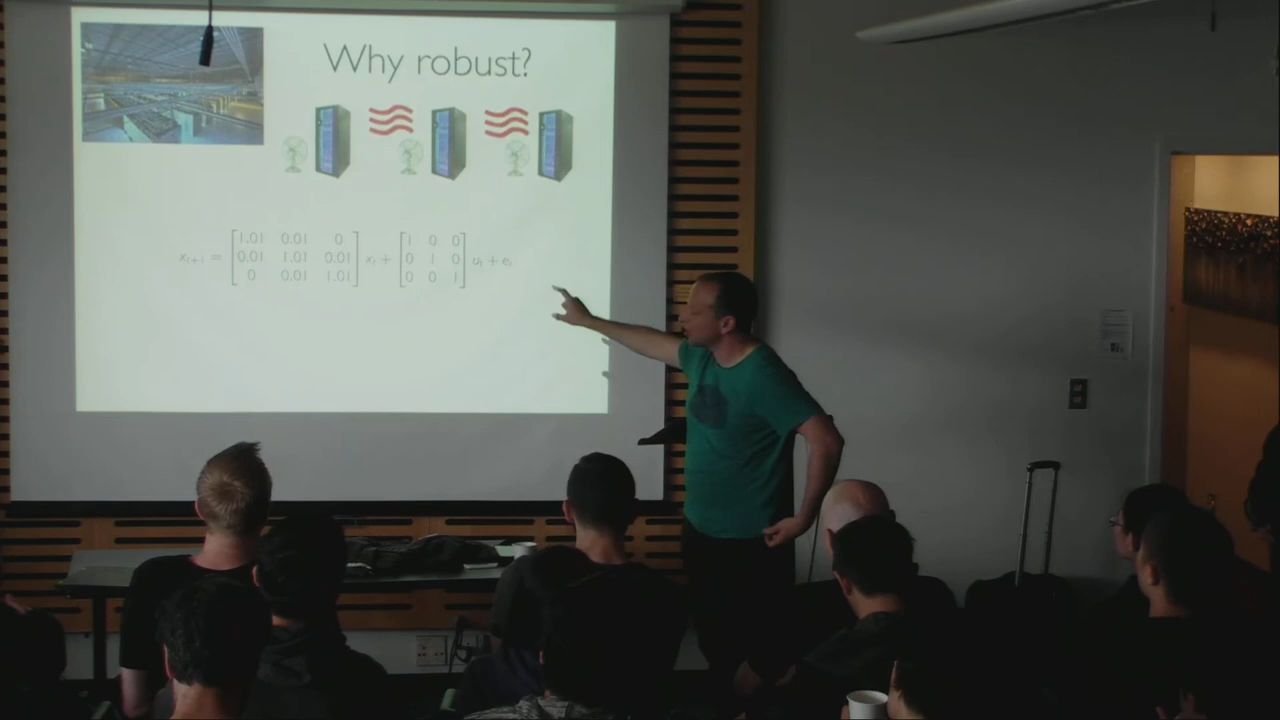 Why robust?
x_{t+1} = [1.01 0.01 0; 0.01 1.01 0.01; 0 0.01 1.01] x_t + [1 0 0; 0 1 0; 0 0 1] u_t + e_t